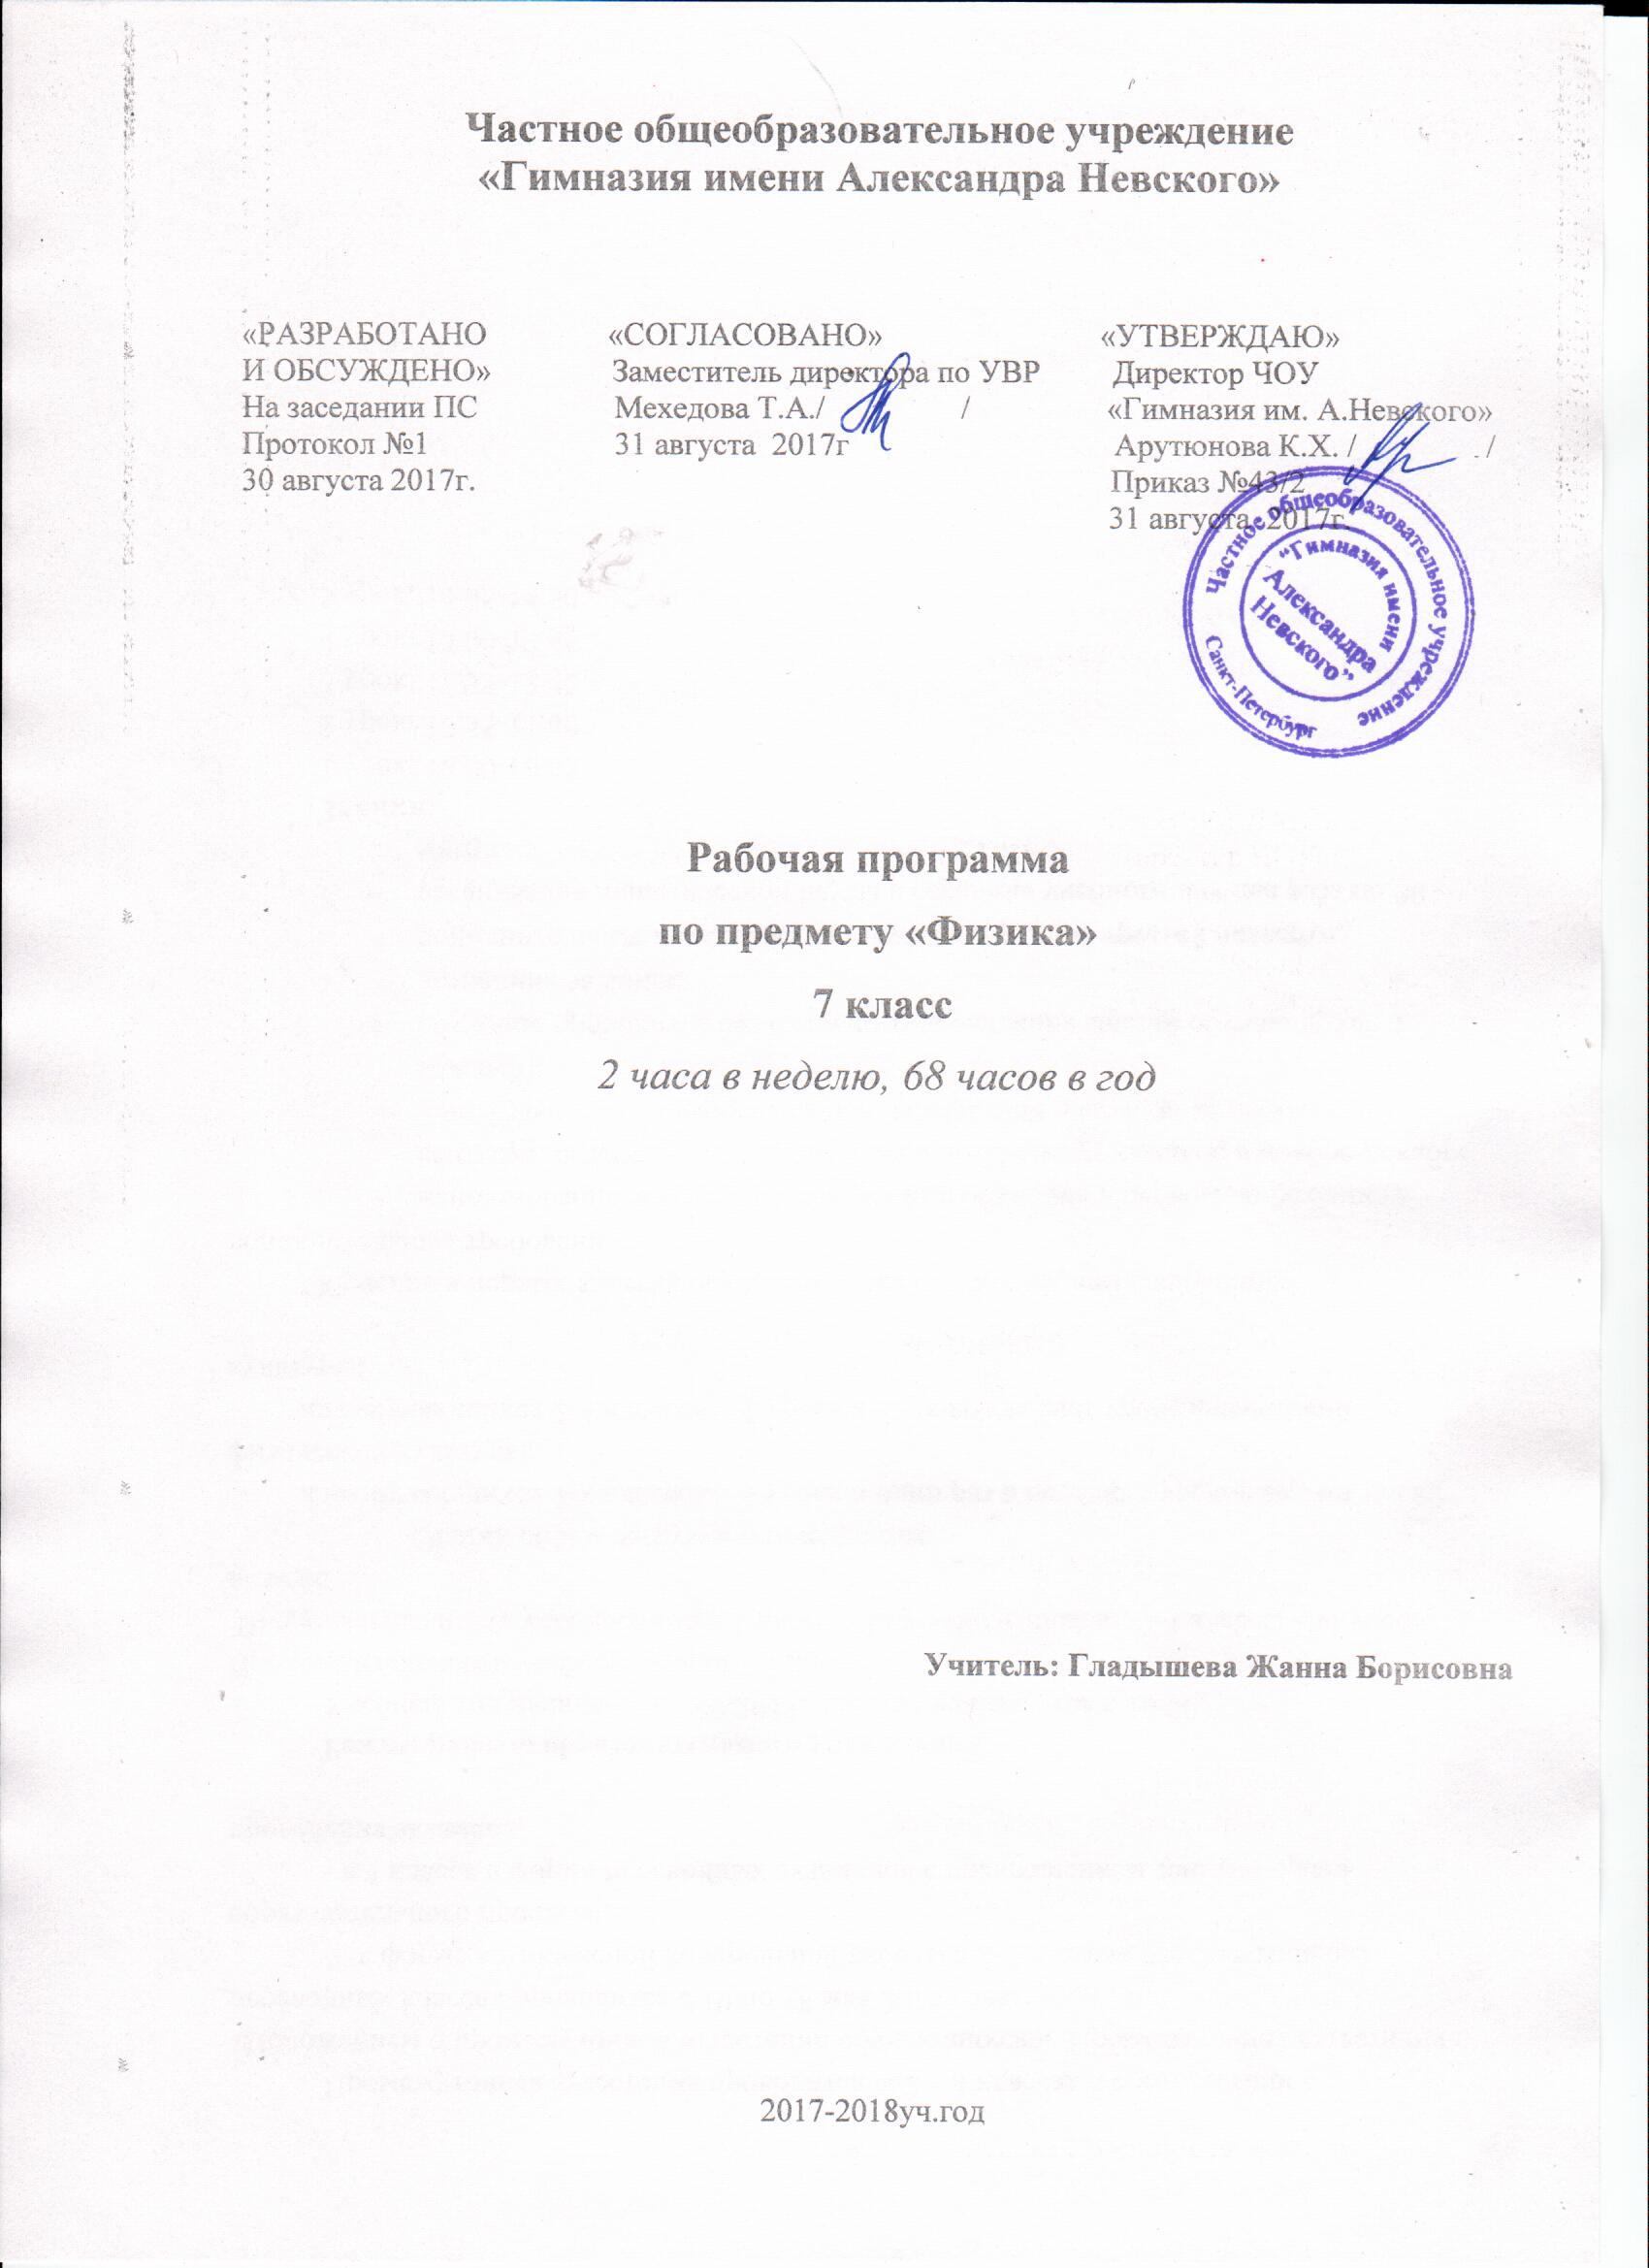 Частное общеобразовательное учреждение
«Гимназия имени Александра Невского»
«РАЗРАБОТАНО
И ОБСУЖДЕНО»
На заседании ПС
Протокол №1
30 августа 2017г.
«СОГЛАСОВАНО»
Заместитель директора по УВР
Мехедова Т.А./ /
31 августа 2017г
«УТВЕРЖДАЮ»
Директор ЧОУ
«Гимназия им. А.Невского»
Арутюнова К.Х. / /
Приказ №43/2
31 августа 2017г.
Частное общеобразовательное учреждение
Санкт-Петербург
“Гимназия имени
Александра
Невского”
Рабочая программа
по предмету «Физика»
7 класс
2 часа в неделю, 68 часов в год
Учитель: Гладышева Жанна Борисовна
2017-2018уч.год